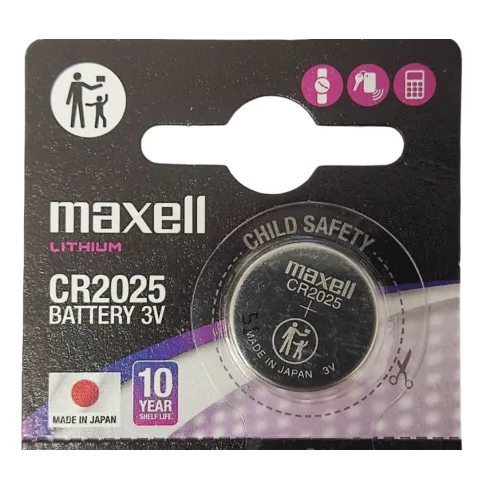 maxell
LITHIUM
CR2025
BATTERY 3V
MADE IN JAPAN
10
YEAR
SHELF LIFE
CHILD SAFETY
maxell
CR2025
+
MADE IN JAPAN 3V